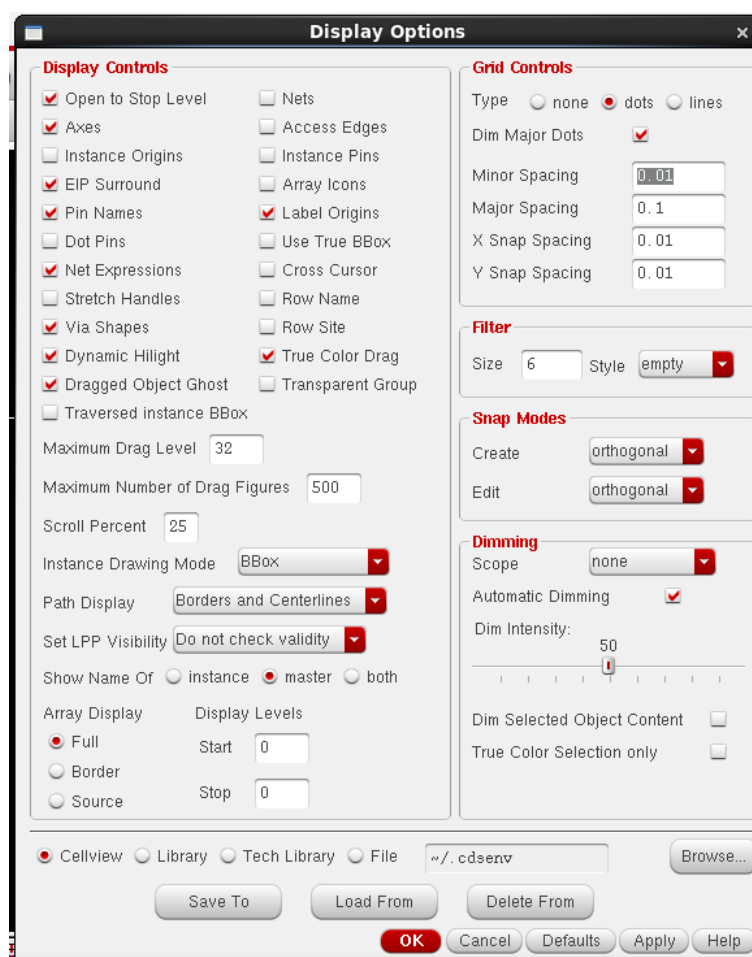 Display Options
Display Controls
Open to Stop Level
Nets
Axes
Access Edges
Instance Origins
Instance Pins
EIP Surround
Array Icons
Pin Names
Label Origins
Dot Pins
Use True BBox
Net Expressions
Cross Cursor
Stretch Handles
Row Name
Via Shapes
Row Site
Dynamic Hilight
True Color Drag
Dragged Object Ghost
Transparent Group
Traversed instance BBox
Maximum Drag Level 32
Maximum Number of Drag Figures 500
Scroll Percent 25
Instance Drawing Mode BBox
Path Display Borders and Centerlines
Set LPP Visibility Do not check validity
Show Name Of instance master both
Array Display
Display Levels
Full
Start 0
Border
Stop 0
Source
Grid Controls
Type none dots lines
Dim Major Dots
Minor Spacing 0.01
Major Spacing 0.1
X Snap Spacing 0.01
Y Snap Spacing 0.01
Filter
Size 6 Style empty
Snap Modes
Create orthogonal
Edit orthogonal
Dimming
Scope none
Automatic Dimming
Dim Intensity:
50
Dim Selected Object Content
True Color Selection only
Cellview Library Tech Library File ~/.cdsenv Browse...
Save To Load From Delete From
OK Cancel Defaults Apply Help